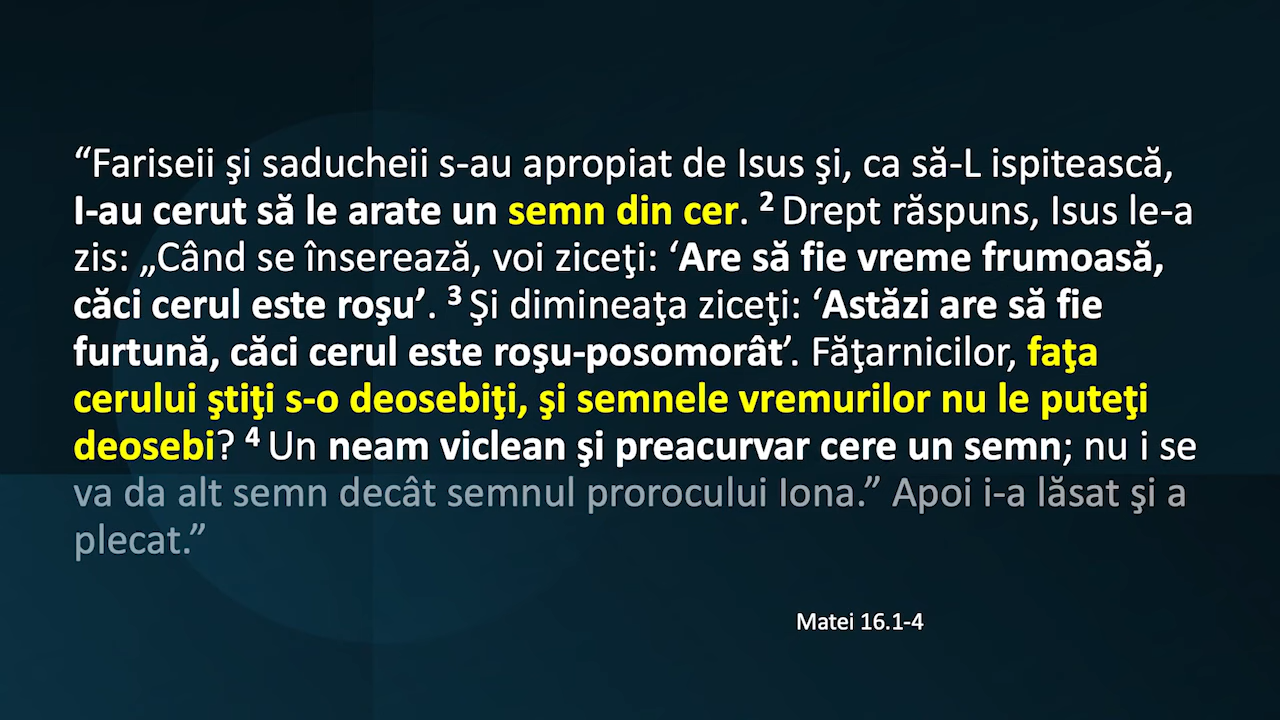 “Fariseii şi saducheii s-au apropiat de Isus şi, ca să-L ispitească,
I-au cerut să le arate un semn din cer. ² Drept răspuns, Isus le-a
zis: „Când se înserează, voi ziceţi: ‘Are să fie vreme frumoasă,
căci cerul este roşu’. ³ Şi dimineaţa ziceţi: ‘Astăzi are să fie
furtună, căci cerul este roşu-posomorât’. Făţarnicilor, faţa
cerului ştiţi s-o deosebiţi, şi semnele vremurilor nu le puteţi
deosebi? ⁴ Un neam viclean şi preacurvar cere un semn; nu i se
va da alt semn decât semnul prorocului Iona.” Apoi i-a lăsat şi a
plecat.”
Matei 16.1-4